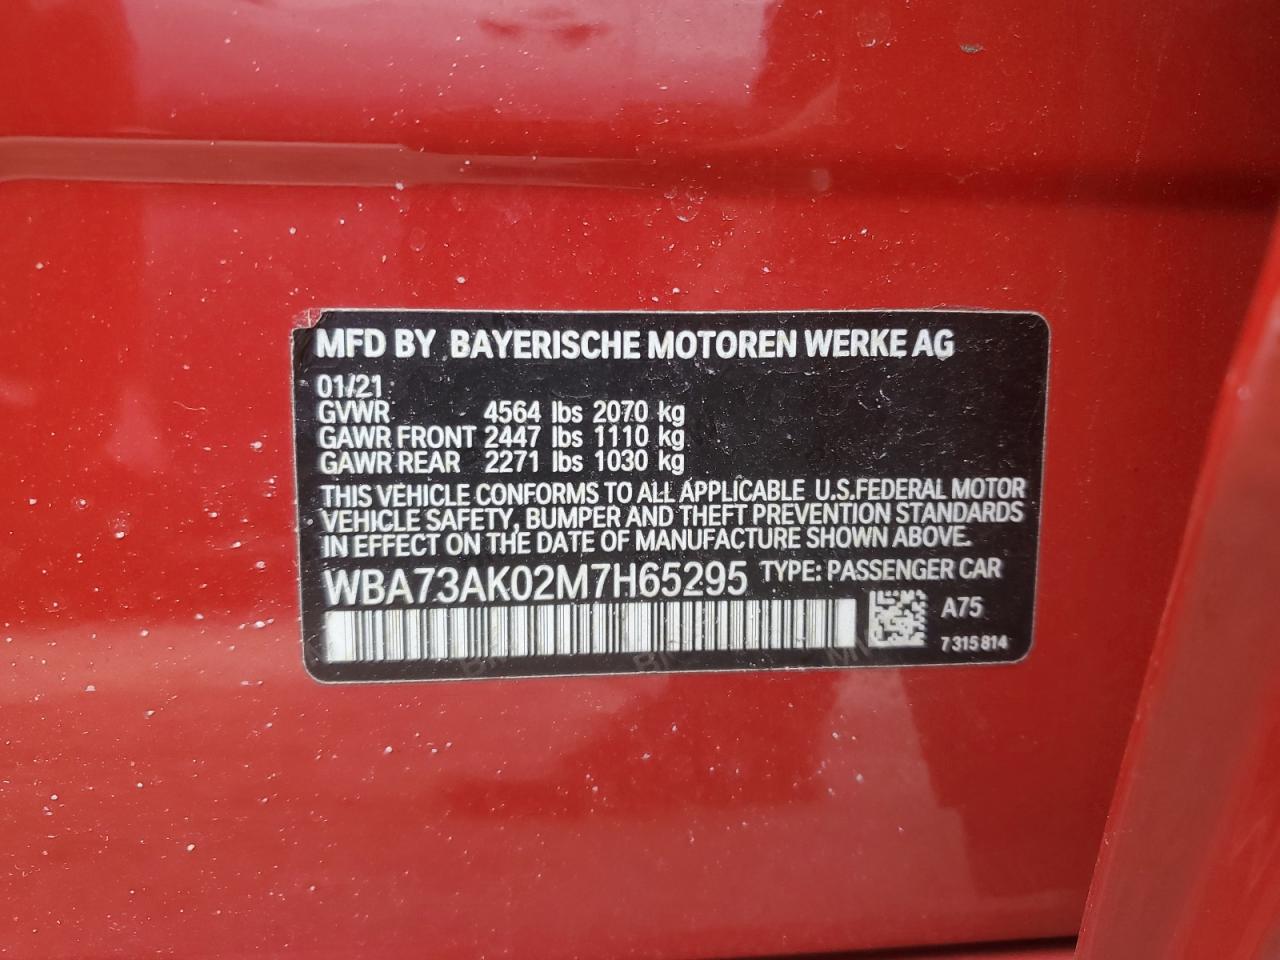 MFD BY BAYERISCHE MOTOREN WERKE AG
01/21
GVWR 4564 lbs 2070 kg
GAWR FRONT 2447 lbs 1110 kg
GAWR REAR 2271 lbs 1030 kg
THIS VEHICLE CONFORMS TO ALL APPLICABLE U.S.FEDERAL MOTOR
VEHICLE SAFETY, BUMPER AND THEFT PREVENTION STANDARDS
IN EFFECT ON THE DATE OF MANUFACTURE SHOWN ABOVE.
WBA73AK02M7H65295 TYPE: PASSENGER CAR
A75
7 315 814